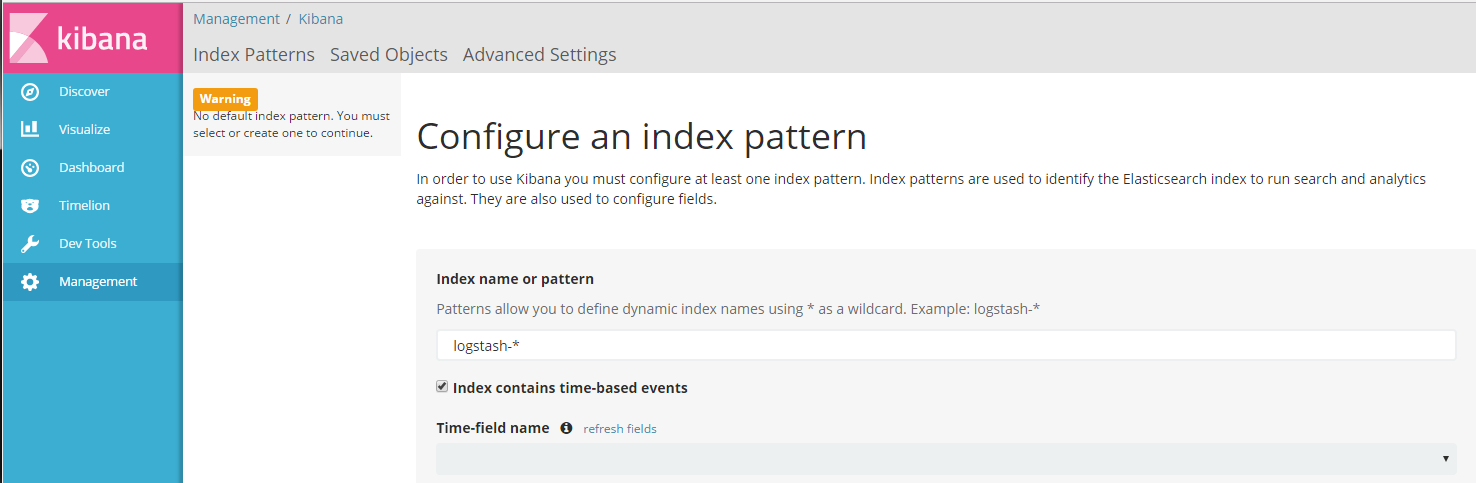 kibana
Discover
Visualize
Dashboard
Timelion
Dev Tools
Management
Management / Kibana
Index Patterns Saved Objects Advanced Settings
Warning
No default index pattern. You must
select or create one to continue.
Configure an index pattern
In order to use Kibana you must configure at least one index pattern. Index patterns are used to identify the Elasticsearch index to run search and analytics
against. They are also used to configure fields.
Index name or pattern
Patterns allow you to define dynamic index names using * as a wildcard. Example: logstash-*
logstash-*
Index contains time-based events
Time-field name refresh fields